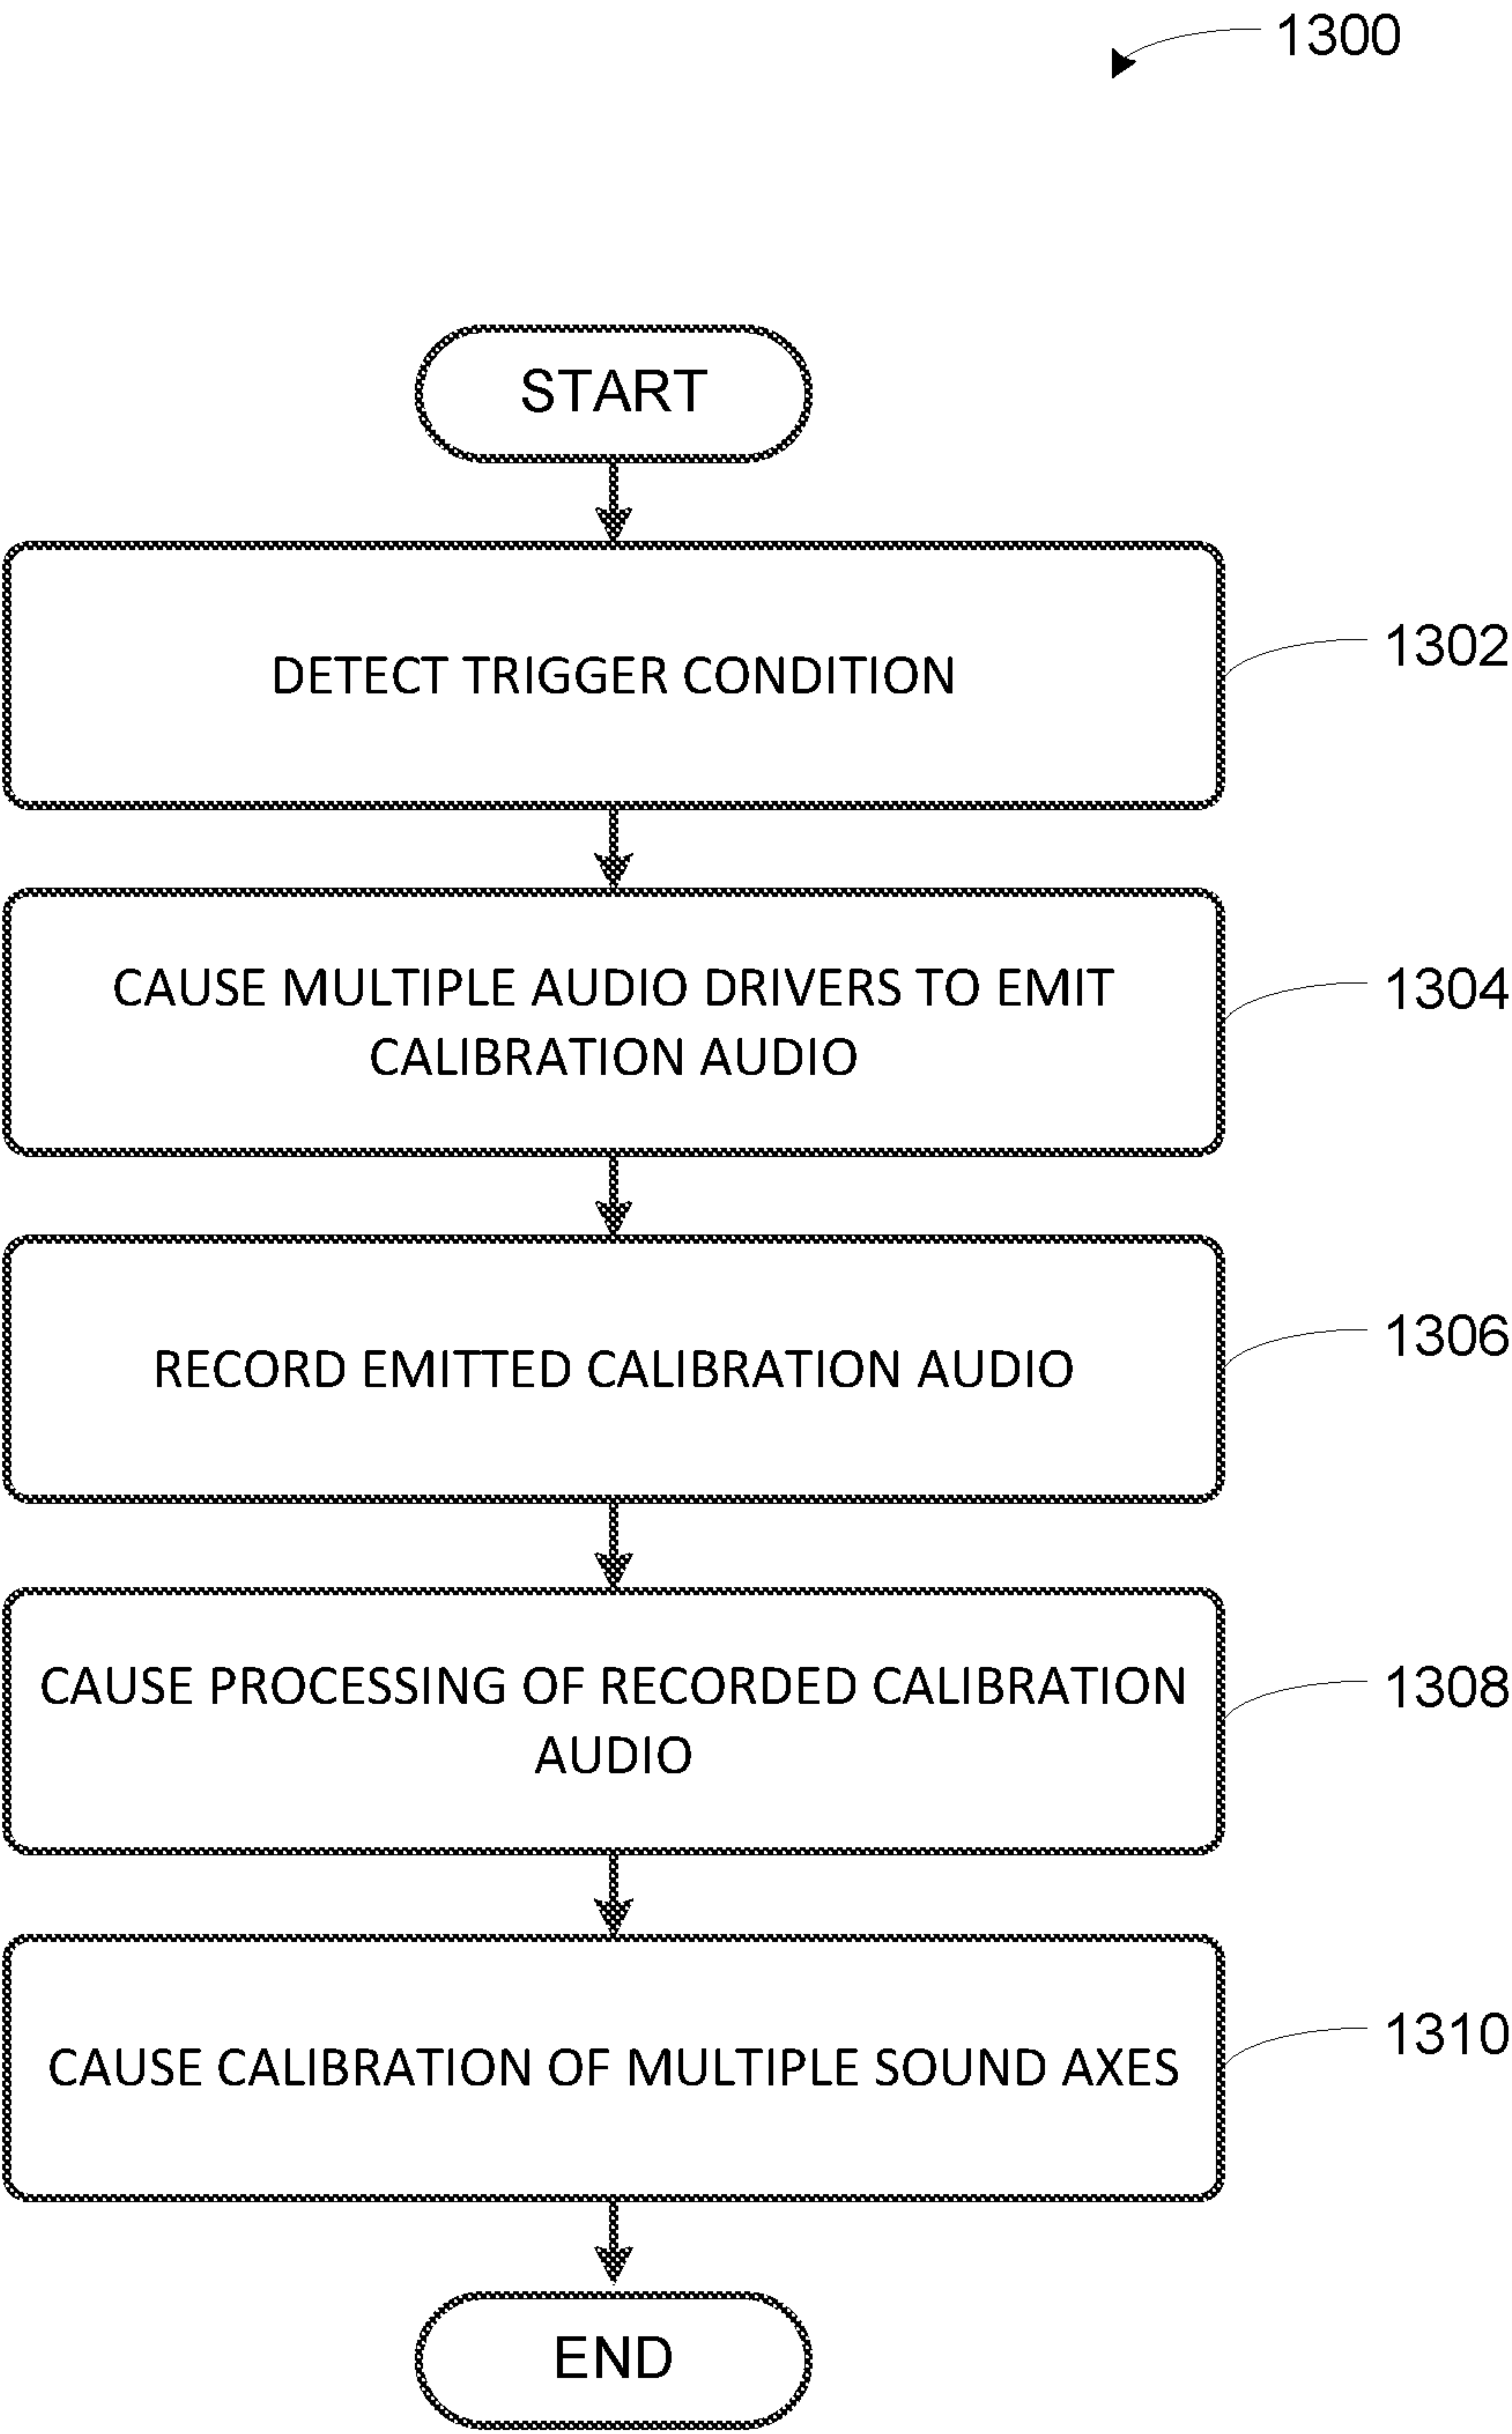 1300
START
DETECT TRIGGER CONDITION
1302
CAUSE MULTIPLE AUDIO DRIVERS TO EMIT
CALIBRATION AUDIO
1304
RECORD EMITTED CALIBRATION AUDIO
1306
CAUSE PROCESSING OF RECORDED CALIBRATION
AUDIO
1308
CAUSE CALIBRATION OF MULTIPLE SOUND AXES
1310
END